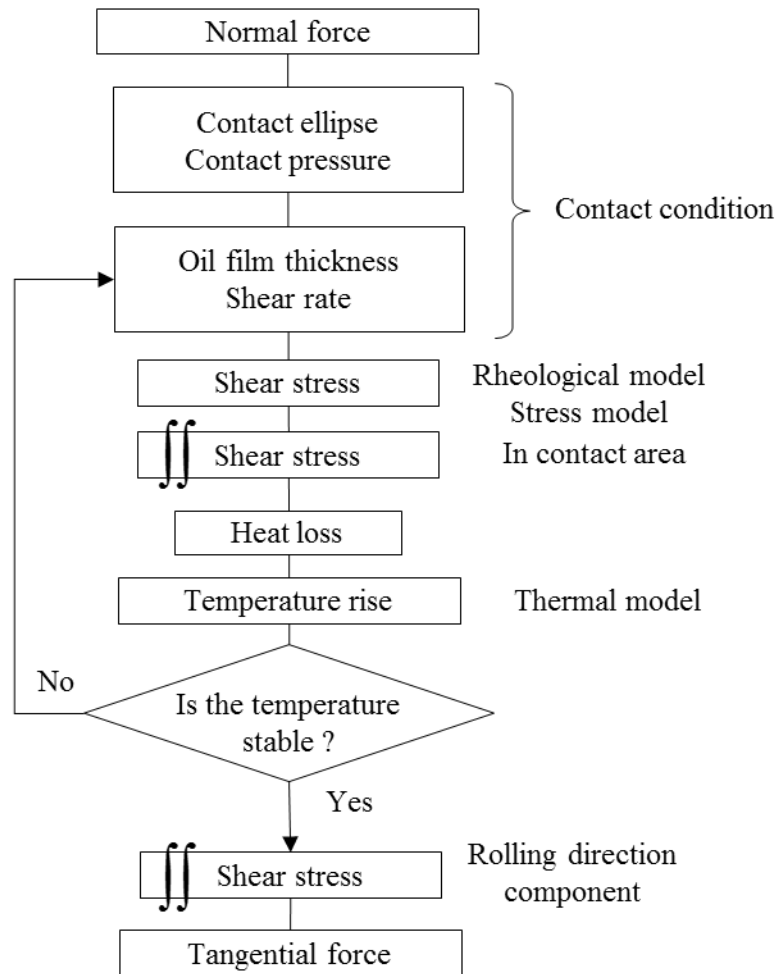 Normal force
Contact ellipse
Contact pressure
Contact condition
Oil film thickness
Shear rate
Shear stress
Rheological model
Stress model
∬ Shear stress
In contact area
Heat loss
Temperature rise
Thermal model
No
Is the temperature
stable ?
Yes
∬ Shear stress
Rolling direction
component
Tangential force